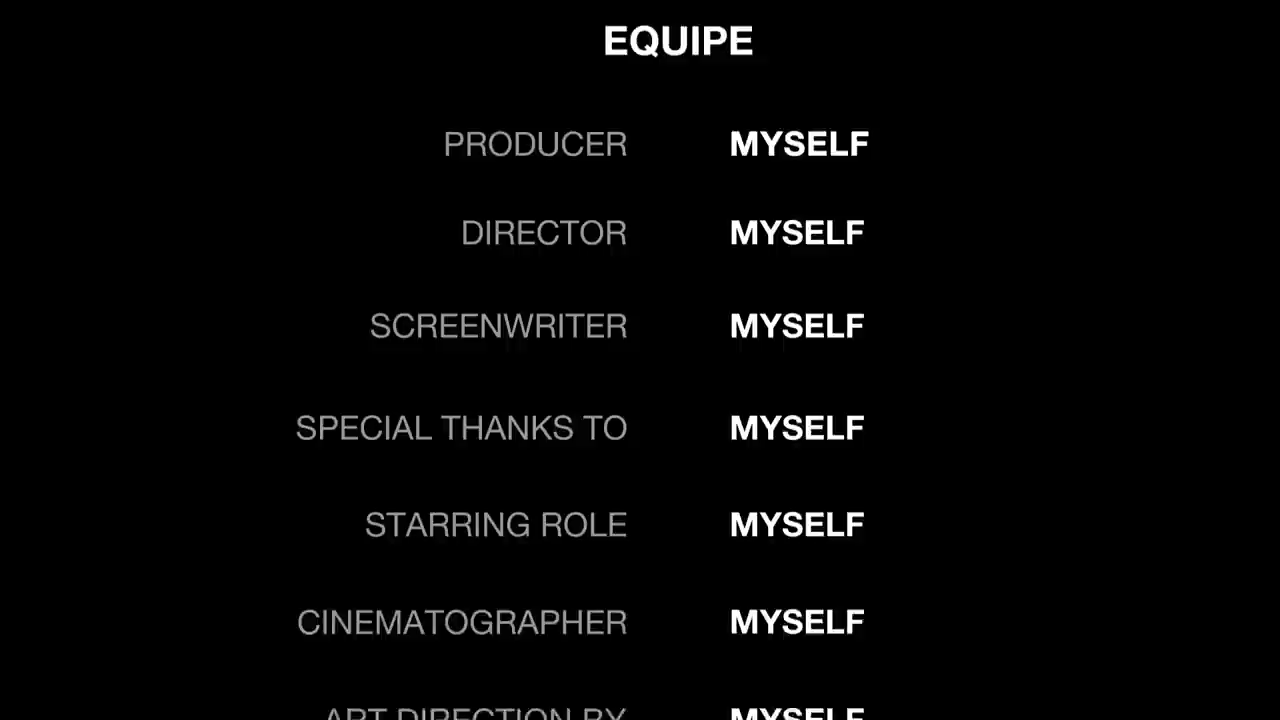 EQUIPE
PRODUCER MYSELF
DIRECTOR MYSELF
SCREENWRITER MYSELF
SPECIAL THANKS TO MYSELF
STARRING ROLE MYSELF
CINEMATOGRAPHER MYSELF
ART DIRECTION BY MYSELF